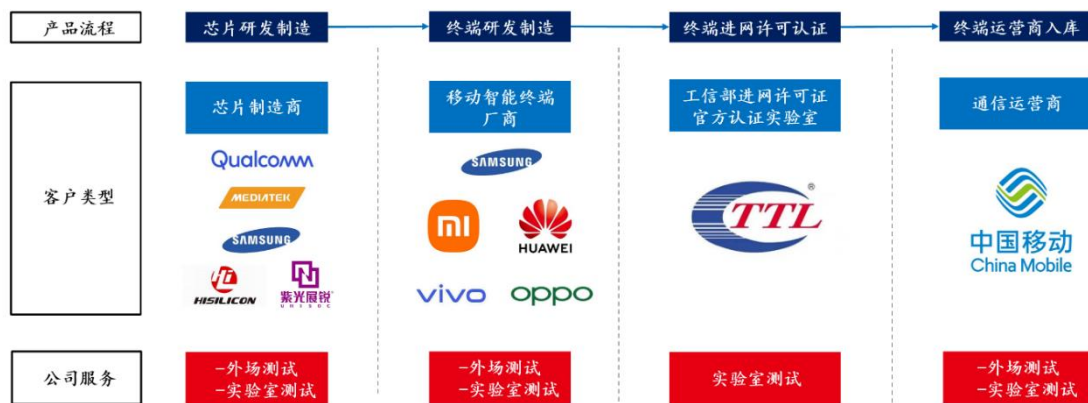 产品流程
芯片研发制造
终端研发制造
终端进网许可认证
终端运营商入库
客户类型
芯片制造商
移动智能终端
厂商
工信部进网许可证
官方认证实验室
通信运营商
Qualcomm
MEDIATEK
SAMSUNG
HISILICON
紫光展锐
UNISOC
SAMSUNG
mi
HUAWEI
vivo
oppo
CTTL
®
中国移动
China Mobile
公司服务
-外场测试
-实验室测试
-外场测试
-实验室测试
实验室测试
-外场测试
-实验室测试